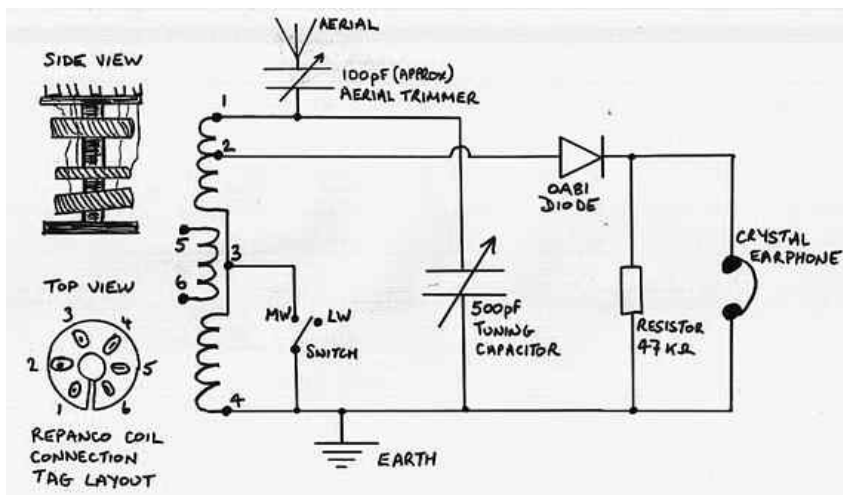 SIDE VIEW
AERIAL
100pF (APPROX)
AERIAL TRIMMER
1
2
5
3
6
4
MW
LW
SWITCH
500pf
TUNING
CAPACITOR
OA81
DIODE
RESISTOR
47KΩ
CRYSTAL
EARPHONE
EARTH
TOP VIEW
3
4
2
5
1
6
REPANCO COIL
CONNECTION
TAG LAYOUT